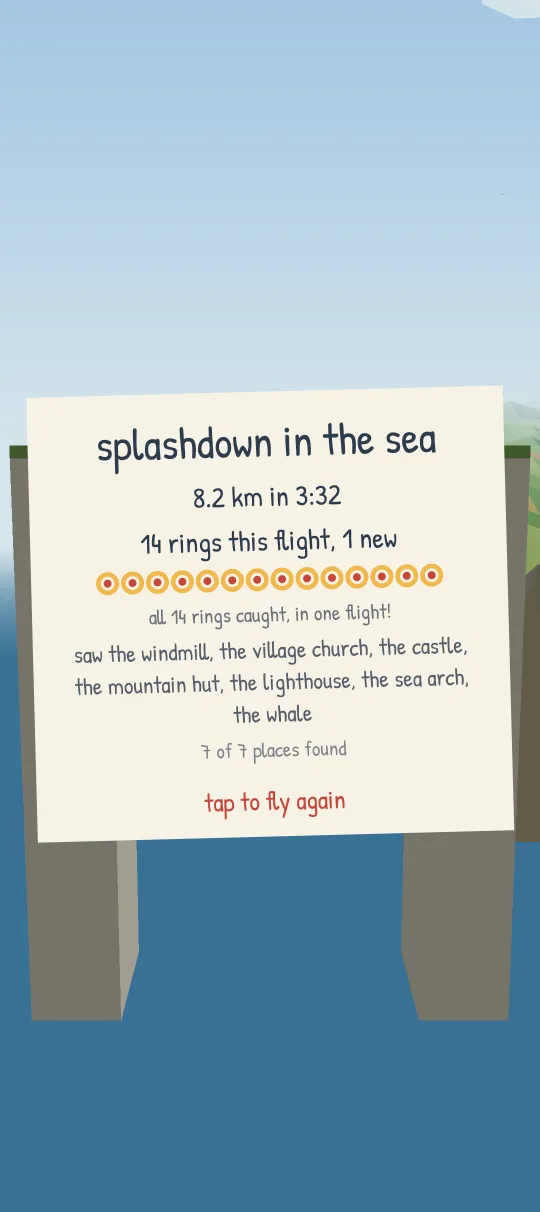 splashdown in the sea
8.2 km in 3:32
14 rings this flight, 1 new
all 14 rings caught, in one flight!
saw the windmill, the village church, the castle,
the mountain hut, the lighthouse, the sea arch,
the whale
7 of 7 places found
tap to fly again